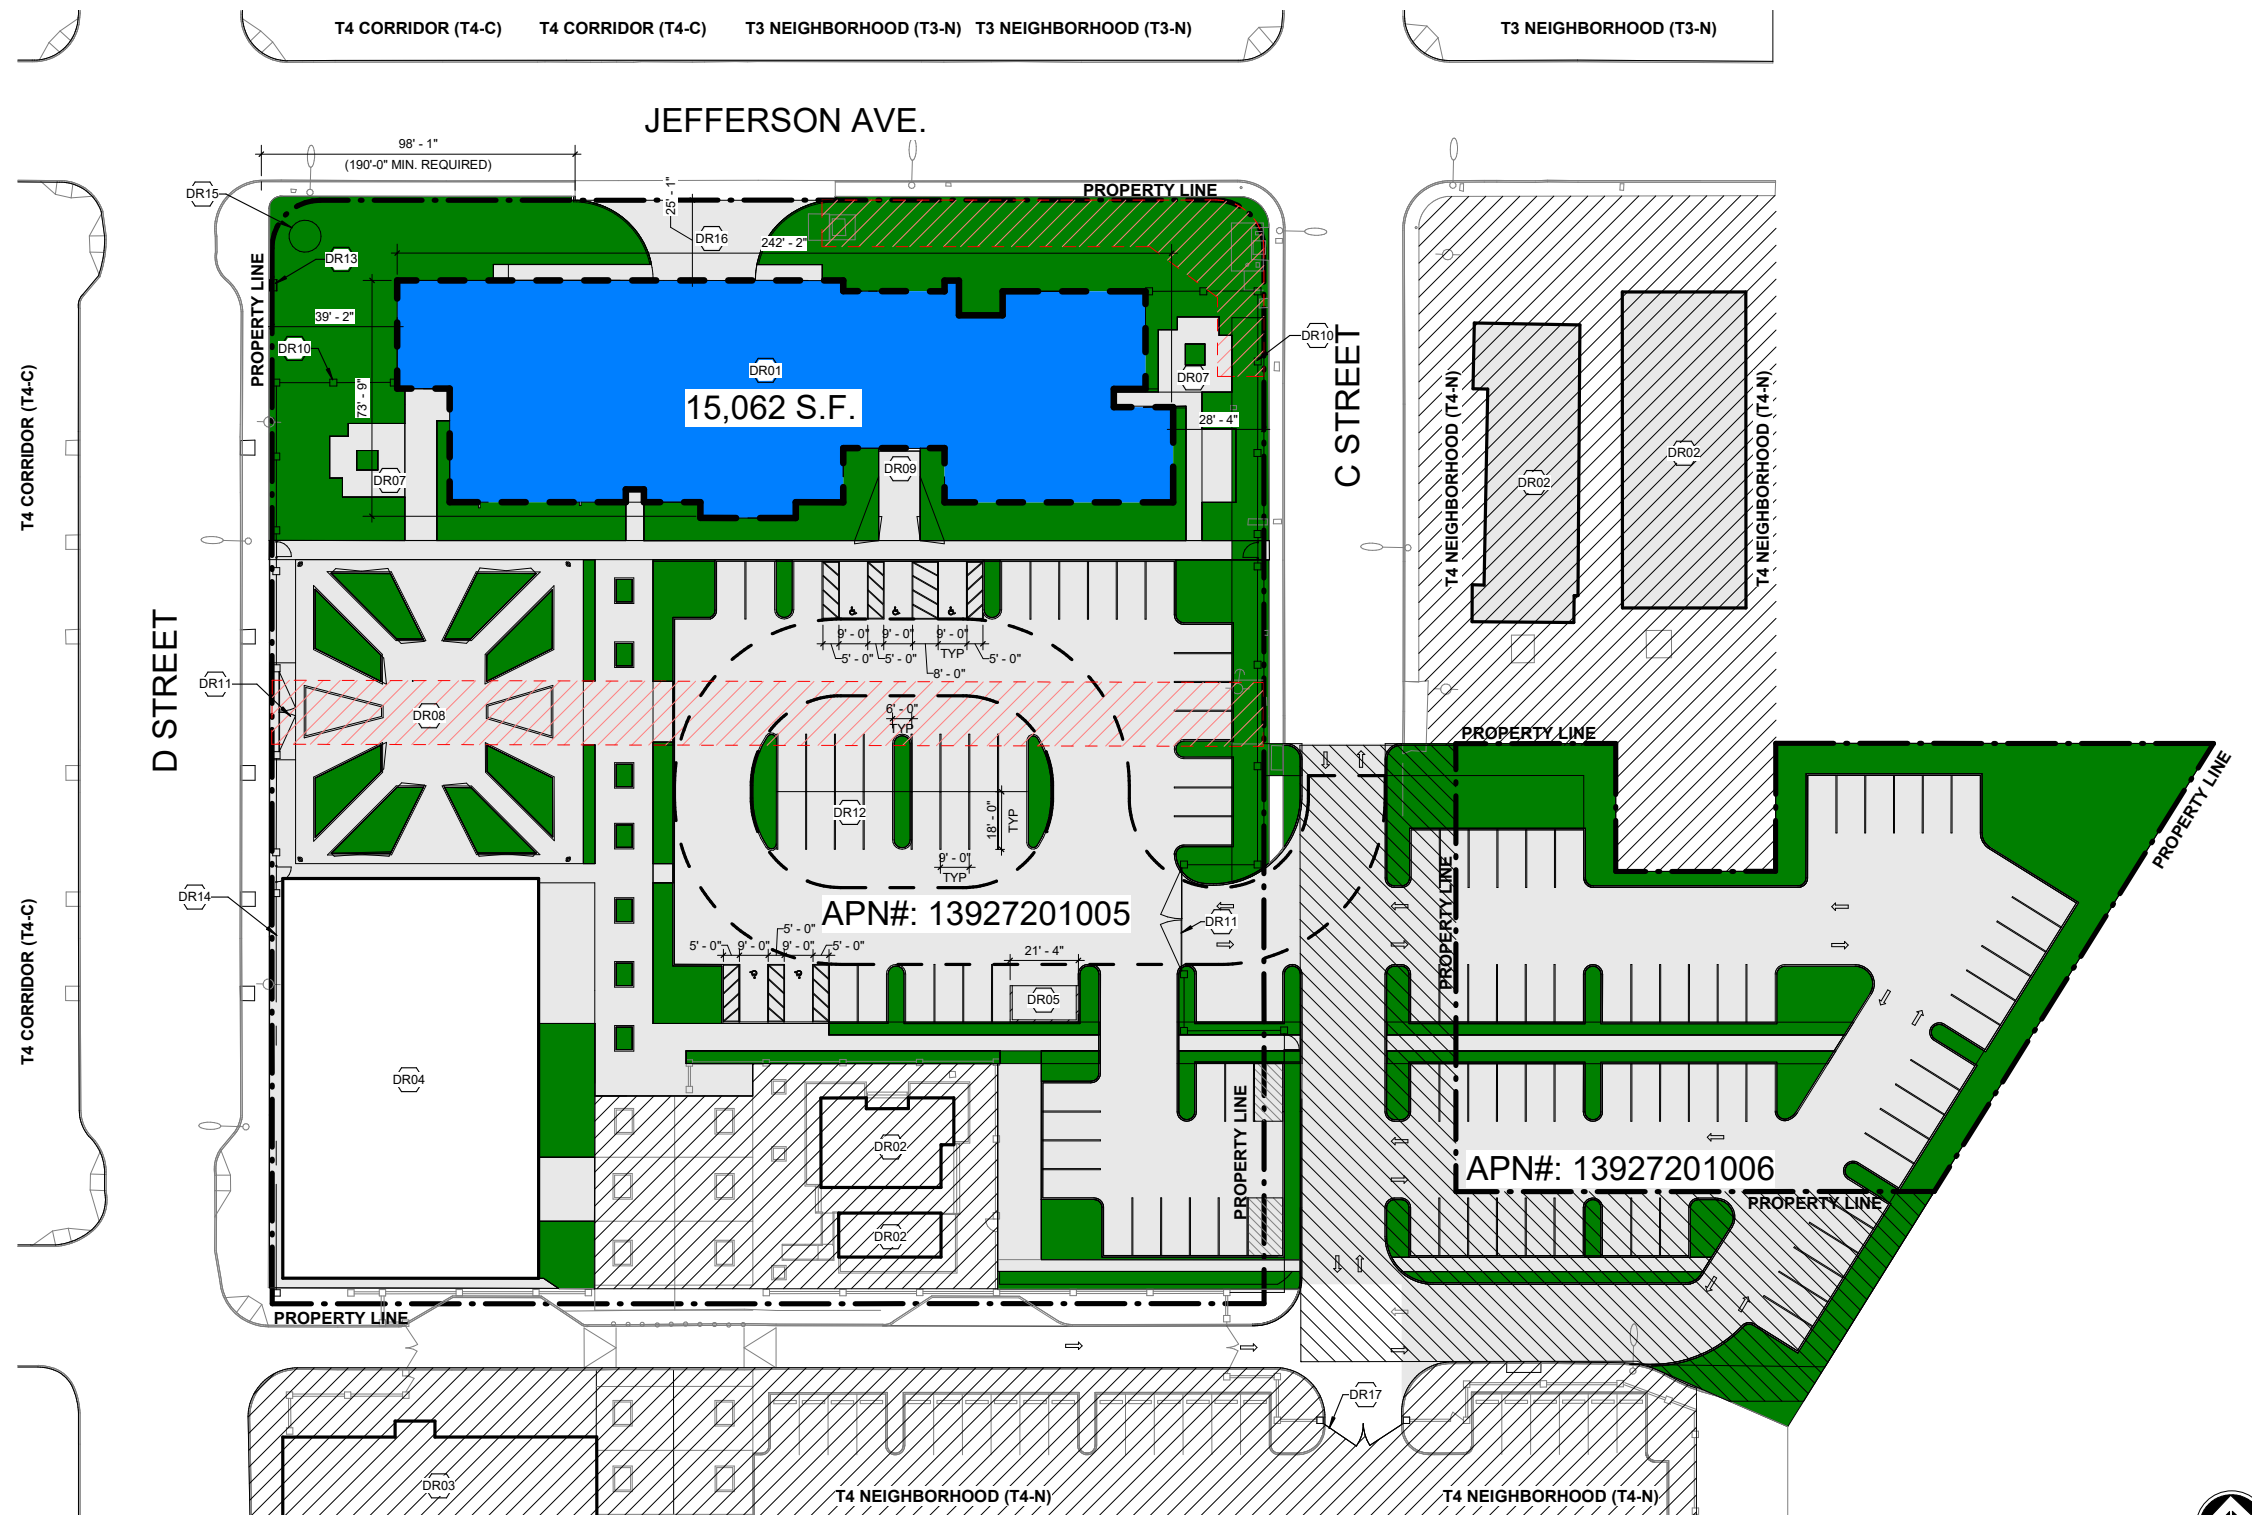 T4 CORRIDOR (T4-C)
T4 CORRIDOR (T4-C)
T3 NEIGHBORHOOD (T3-N)
T3 NEIGHBORHOOD (T3-N)
T3 NEIGHBORHOOD (T3-N)
JEFFERSON AVE.
98' - 1"
(190'-0" MIN. REQUIRED)
DR15
PROPERTY LINE
25' - 1"
DR16
242' - 2"
DR13
PROPERTY LINE
39' - 2"
DR10
DR10
73' - 9"
DR01
15,062 S.F.
DR07
28' - 4"
C STREET
T4 CORRIDOR (T4-C)
T4 NEIGHBORHOOD (T4-N)
T4 NEIGHBORHOOD (T4-N)
DR02
DR02
DR07
DR09
D STREET
9' - 0"
9' - 0"
9' - 0"
TYP
5' - 0"
5' - 0"
5' - 0"
8' - 0"
DR11
DR08
6' - 0"
TYP
PROPERTY LINE
PROPERTY LINE
DR12
18' - 0"
TYP
9' - 0"
TYP
DR14
APN#: 13927201005
DR11
PROPERTY LINE
5' - 0"
5' - 0"
9' - 0"
9' - 0"
5' - 0"
21' - 4"
DR05
T4 CORRIDOR (T4-C)
DR04
DR02
PROPERTY LINE
APN#: 13927201006
PROPERTY LINE
DR02
PROPERTY LINE
DR17
DR03
T4 NEIGHBORHOOD (T4-N)
T4 NEIGHBORHOOD (T4-N)